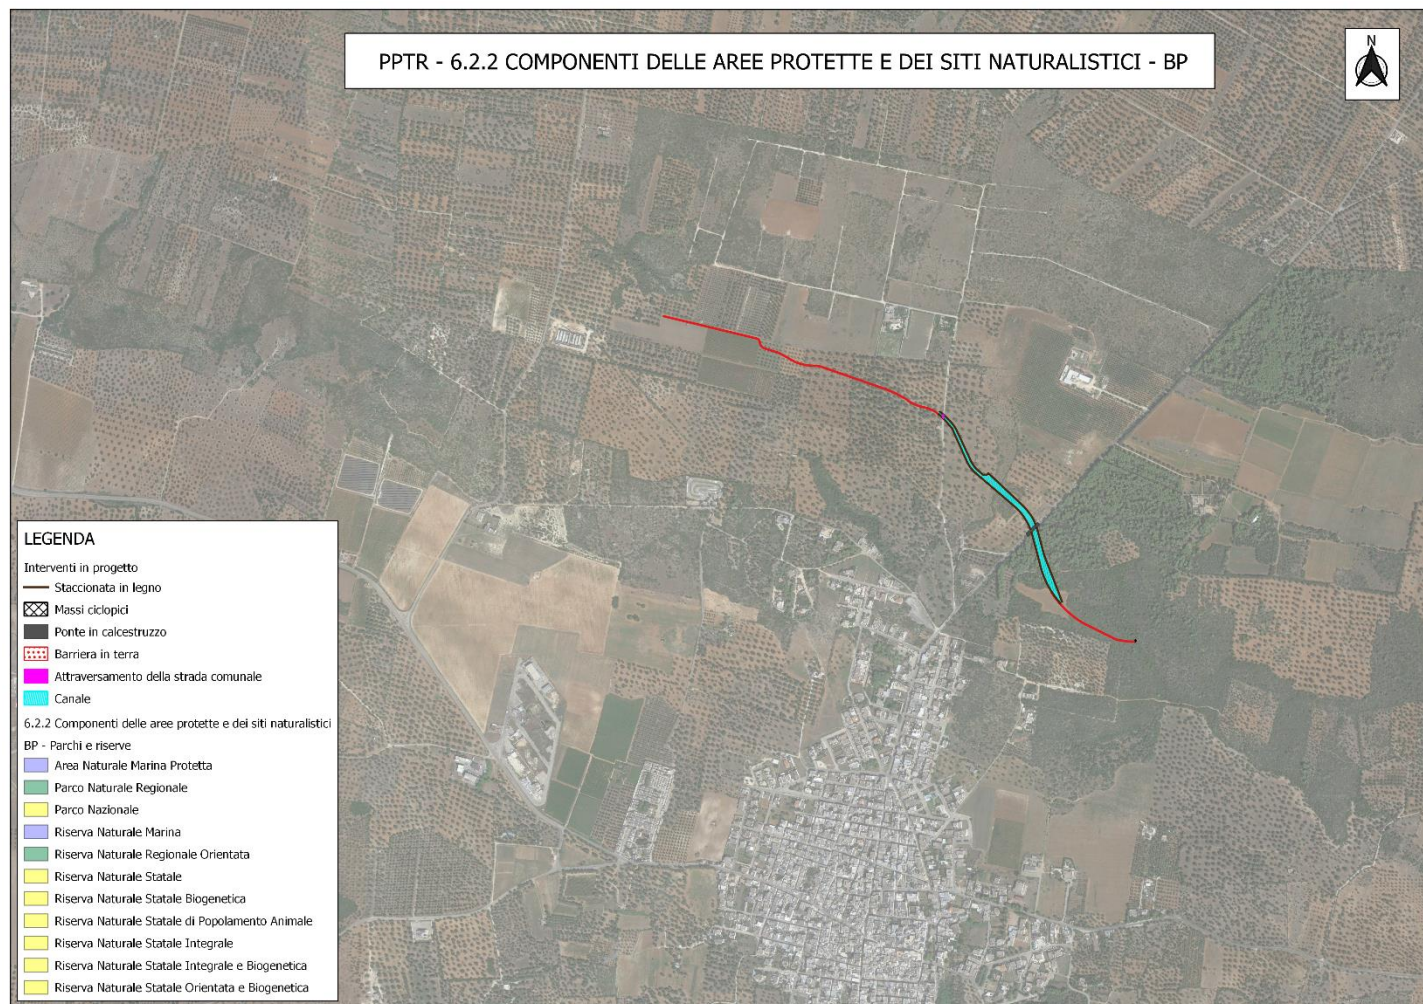 PPTR - 6.2.2 COMPONENTI DELLE AREE PROTETTE E DEI SITI NATURALISTICI - BP
N
LEGENDA
Interventi in progetto
Staccionata in legno
Massi ciclopici
Ponte in calcestruzzo
Barriera in terra
Attraversamento della strada comunale
Canale
6.2.2 Componenti delle aree protette e dei siti naturalistici
BP - Parchi e riserve
Area Naturale Marina Protetta
Parco Naturale Regionale
Parco Nazionale
Riserva Naturale Marina
Riserva Naturale Regionale Orientata
Riserva Naturale Statale
Riserva Naturale Statale Biogenetica
Riserva Naturale Statale di Popolamento Animale
Riserva Naturale Statale Integrale
Riserva Naturale Statale Integrale e Biogenetica
Riserva Naturale Statale Orientata e Biogenetica